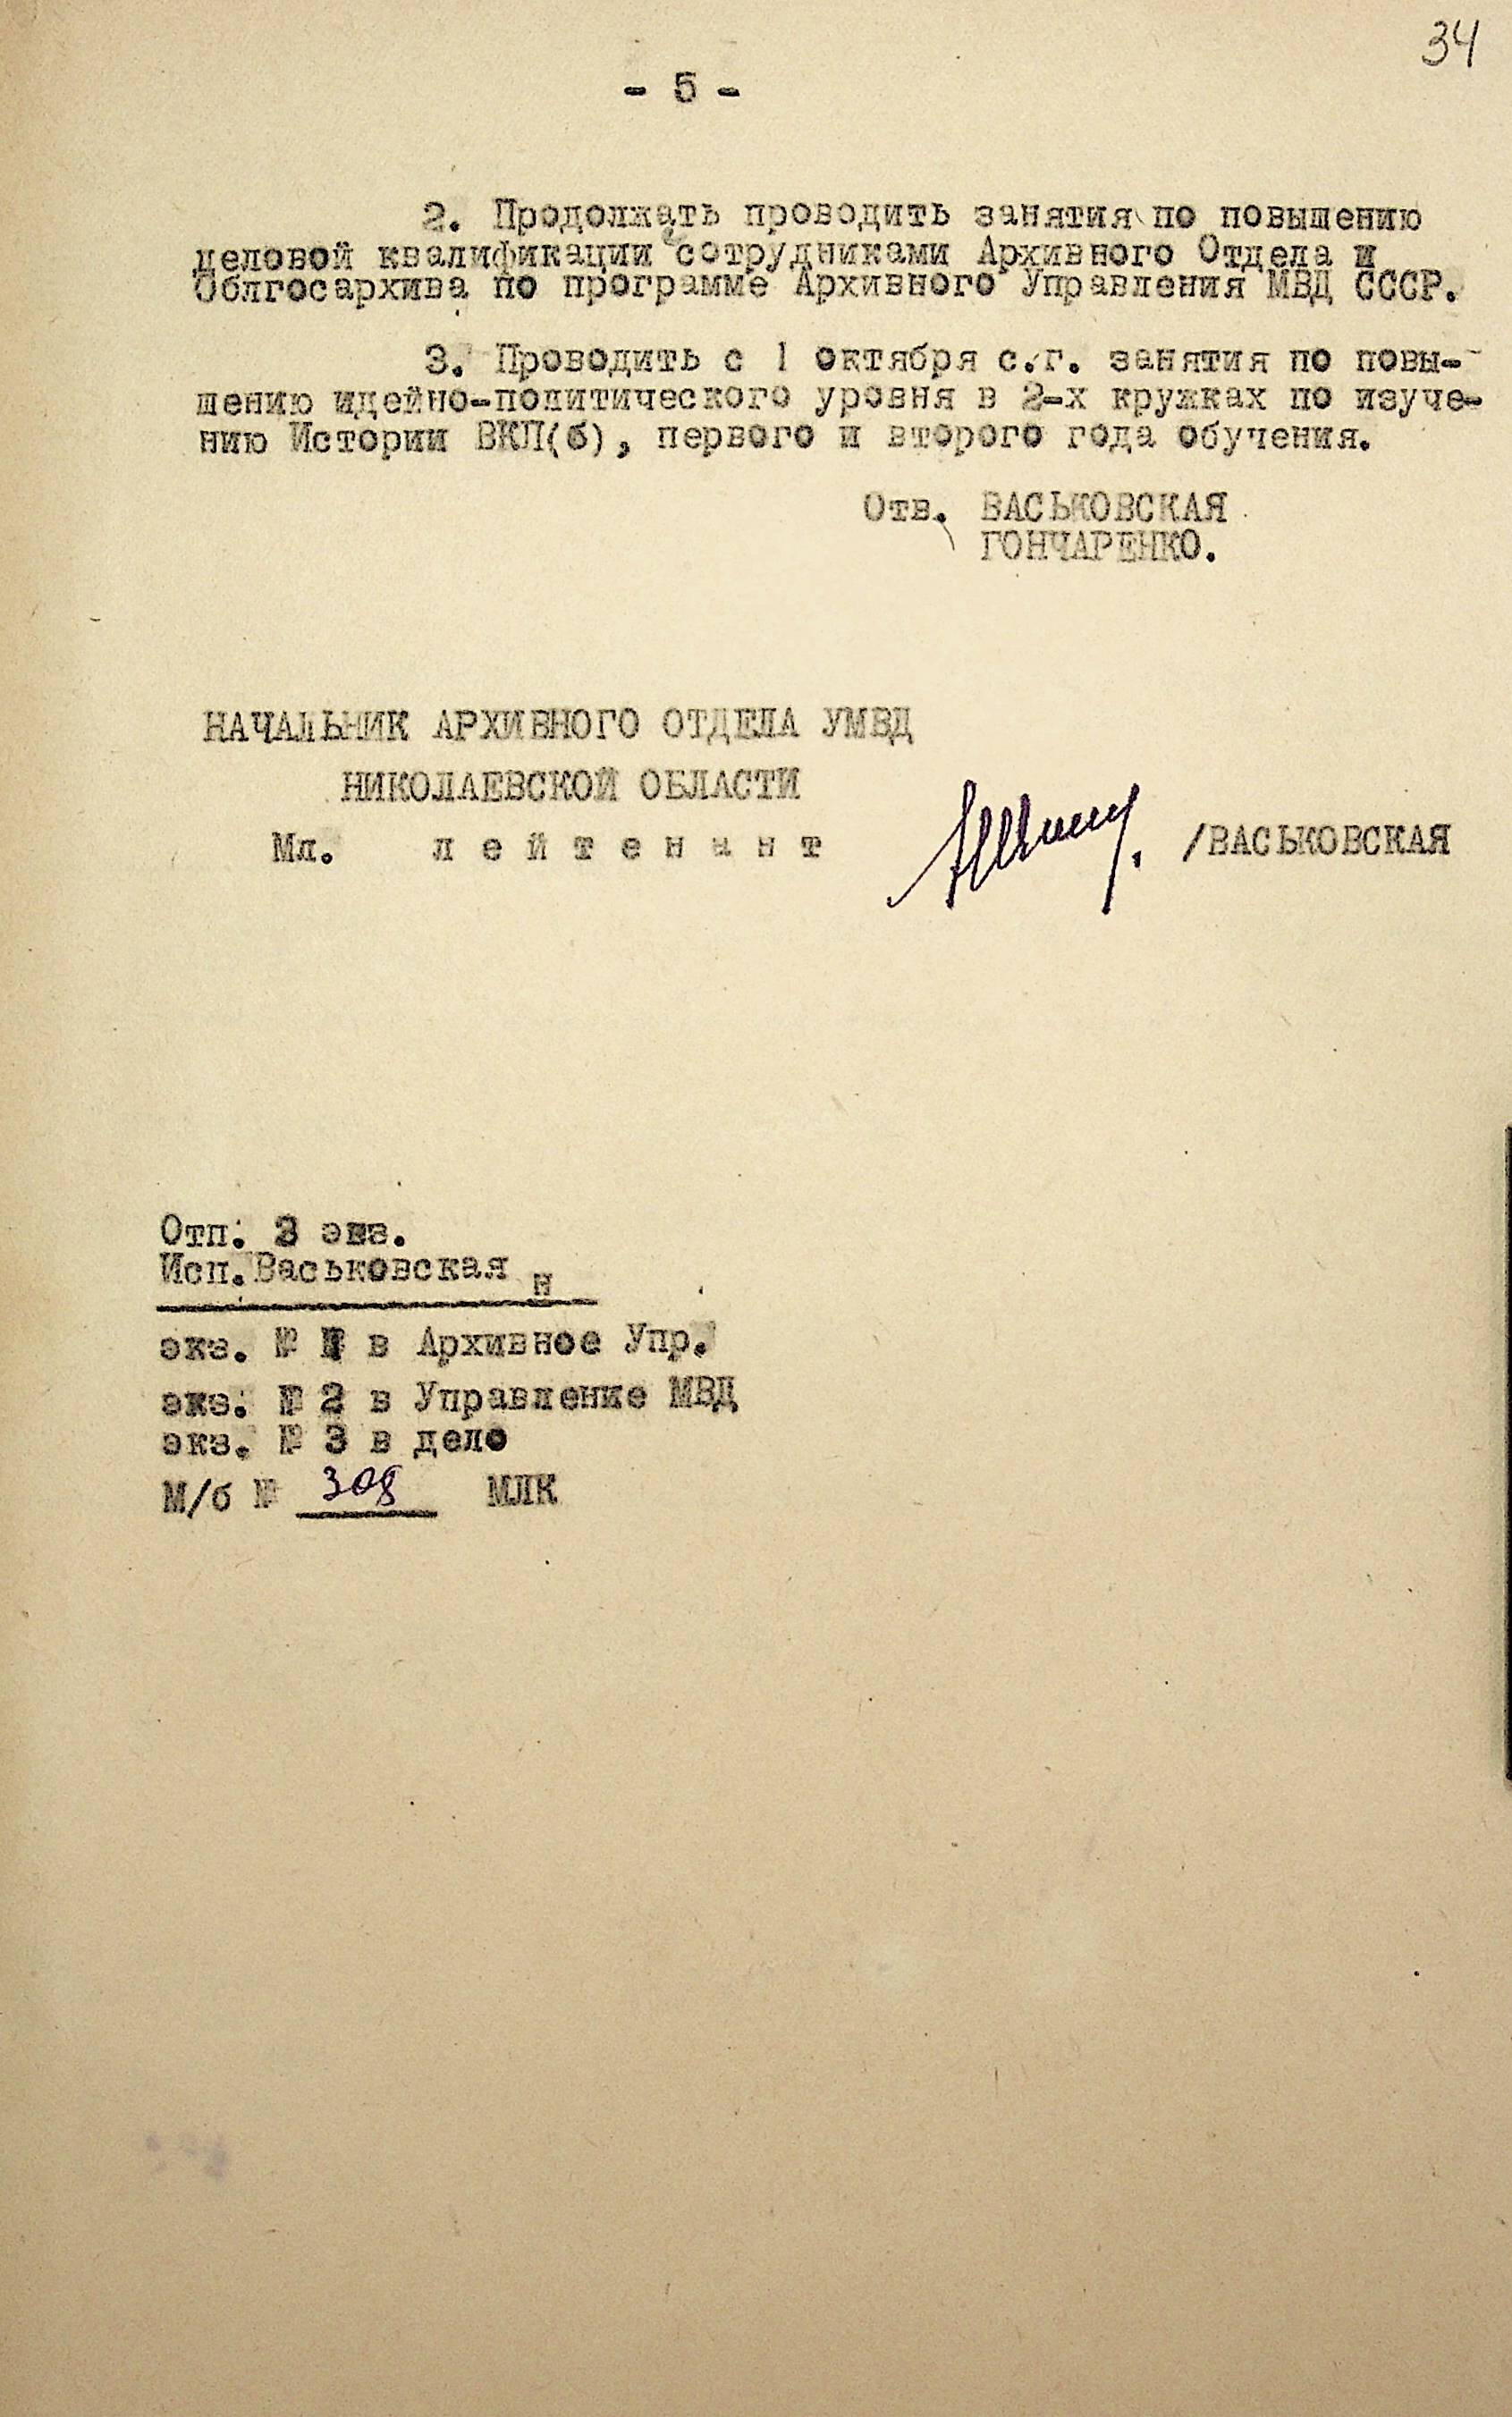 34
- 5 -
2. Продолжать проводить занятия по повышению
деловой квалификации с сотрудниками Архивного Отдела и
Облгосархива по программе Архивного Управления МВД СССР.
3. Проводить с 1 октября с.г. занятия по повы-
шению идейно-политического уровня в 2-х кружках по изуче-
нию Истории ВКП(б), первого и второго года обучения.
Отв. ВАСЬКОВСКАЯ
ГОНЧАРЕНКО.
НАЧАЛЬНИК АРХИВНОГО ОТДЕЛА УМВД
НИКОЛАЕВСКОЙ ОБЛАСТИ
Мл. лейтенант /ВАСЬКОВСКАЯ
Отп. 3 экз.
Исп. Васьковская н
экз. № 1 в Архивное Упр.
экз. № 2 в Управление МВД
экз. № 3 в дело
М/б № 308 МЛК